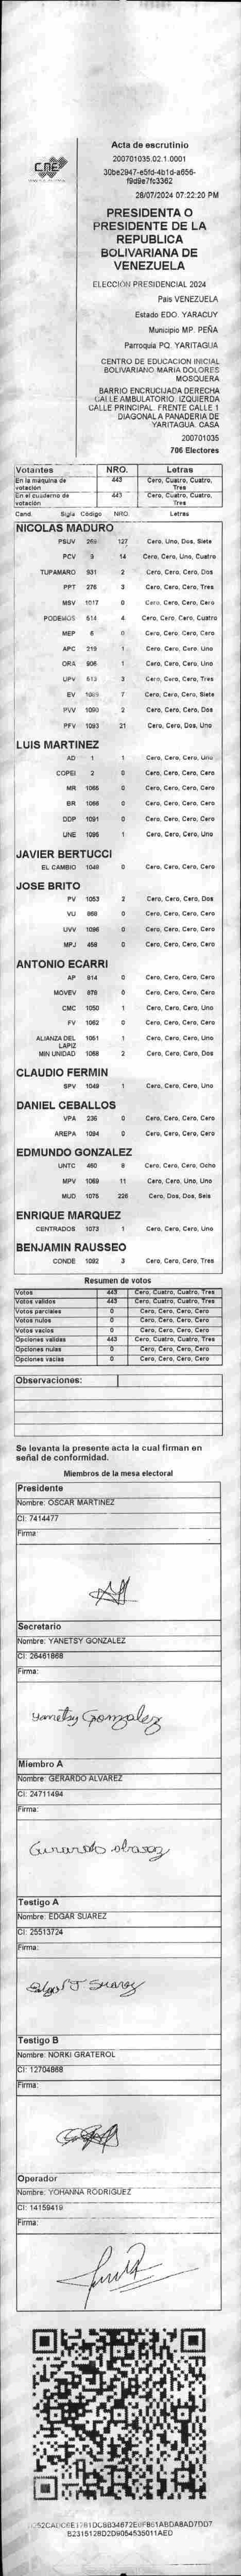 CNE
Acta de escrutinio
200701035.02.1.0001
30be2947-e5fd-4b1d-a656-
f9d9e7fc3362
28/07/2024 07:22:20 PM
PRESIDENTA O
PRESIDENTE DE LA
REPUBLICA
BOLIVARIANA DE
VENEZUELA
ELECCIÓN PRESIDENCIAL 2024
Pais VENEZUELA
Estado EDO. YARACUY
Municipio MP. PEÑA
Parroquia PQ. YARITAGUA
CENTRO DE EDUCACION INICIAL
BOLIVARIANO MARIA DOLORES
MOSQUERA
BARRIO ENCRUCIJADA DERECHA
CALLE AMBULATORIO. IZQUIERDA
CALLE PRINCIPAL. FRENTE CALLE 1
DIAGONAL A PANADERIA DE
YARITAGUA. CASA
200701035
706 Electores
Votantes NRO. Letras
En la máquina de votación 443 Cero, Cuatro, Cuatro, Tres
En el cuaderno de votación 443 Cero, Cuatro, Cuatro, Tres
Cand. Sigla Código NRO. Letras
NICOLAS MADURO
PSUV 269 127 Cero, Uno, Dos, Siete
PCV 3 14 Cero, Cero, Uno, Cuatro
TUPAMARO 931 2 Cero, Cero, Cero, Dos
PPT 276 3 Cero, Cero, Cero, Tres
MSV 1017 0 Cero, Cero, Cero, Cero
PODEMOS 514 4 Cero, Cero, Cero, Cuatro
MEP 6 0 Cero, Cero, Cero, Cero
APC 219 1 Cero, Cero, Cero, Uno
ORA 906 1 Cero, Cero, Cero, Uno
UPV 513 3 Cero, Cero, Cero, Tres
EV 1089 7 Cero, Cero, Cero, Siete
PVV 1090 2 Cero, Cero, Cero, Dos
PFV 1093 21 Cero, Cero, Dos, Uno
LUIS MARTINEZ
AD 1 1 Cero, Cero, Cero, Uno
COPEI 2 0 Cero, Cero, Cero, Cero
MR 1065 0 Cero, Cero, Cero, Cero
BR 1066 0 Cero, Cero, Cero, Cero
DDP 1091 0 Cero, Cero, Cero, Cero
UNE 1095 1 Cero, Cero, Cero, Uno
JAVIER BERTUCCI
EL CAMBIO 1048 0 Cero, Cero, Cero, Cero
JOSE BRITO
PV 1053 2 Cero, Cero, Cero, Dos
VU 868 0 Cero, Cero, Cero, Cero
UVV 1096 0 Cero, Cero, Cero, Cero
MPJ 458 0 Cero, Cero, Cero, Cero
ANTONIO ECARRI
AP 914 0 Cero, Cero, Cero, Cero
MOVEV 878 0 Cero, Cero, Cero, Cero
CMC 1050 1 Cero, Cero, Cero, Uno
FV 1062 0 Cero, Cero, Cero, Cero
ALIANZA DEL LAPIZ 1051 1 Cero, Cero, Cero, Uno
MIN UNIDAD 1068 2 Cero, Cero, Cero, Dos
CLAUDIO FERMIN
SPV 1049 1 Cero, Cero, Cero, Uno
DANIEL CEBALLOS
VPA 236 0 Cero, Cero, Cero, Cero
AREPA 1094 0 Cero, Cero, Cero, Cero
EDMUNDO GONZALEZ
UNTC 460 8 Cero, Cero, Cero, Ocho
MPV 1069 11 Cero, Cero, Uno, Uno
MUD 1075 226 Cero, Dos, Dos, Seis
ENRIQUE MARQUEZ
CENTRADOS 1073 1 Cero, Cero, Cero, Uno
BENJAMIN RAUSSEO
CONDE 1092 3 Cero, Cero, Cero, Tres
Resumen de votos
Votos 443 Cero, Cuatro, Cuatro, Tres
Votos validos 443 Cero, Cuatro, Cuatro, Tres
Votos parciales 0 Cero, Cero, Cero, Cero
Votos nulos 0 Cero, Cero, Cero, Cero
Votos vacios 0 Cero, Cero, Cero, Cero
Opciones validas 443 Cero, Cuatro, Cuatro, Tres
Opciones nulas 0 Cero, Cero, Cero, Cero
Opciones vacias 0 Cero, Cero, Cero, Cero
Observaciones:
Se levanta la presente acta la cual firman en
señal de conformidad.
Miembros de la mesa electoral
Presidente
Nombre: OSCAR MARTINEZ
CI: 7414477
Firma:
Secretario
Nombre: YANETSY GONZALEZ
CI: 26461868
Firma:
Yanetsy Gonzalez
Miembro A
Nombre: GERARDO ALVAREZ
CI: 24711494
Firma:
Testigo A
Nombre: EDGAR SUAREZ
CI: 25513724
Firma:
Edgar J Suarez
Testigo B
Nombre: NORKI GRATEROL
CI: 12704868
Firma:
Operador
Nombre: YOHANNA RODRIGUEZ
CI: 14159419
Firma:
B2315128D2D9054535011AED